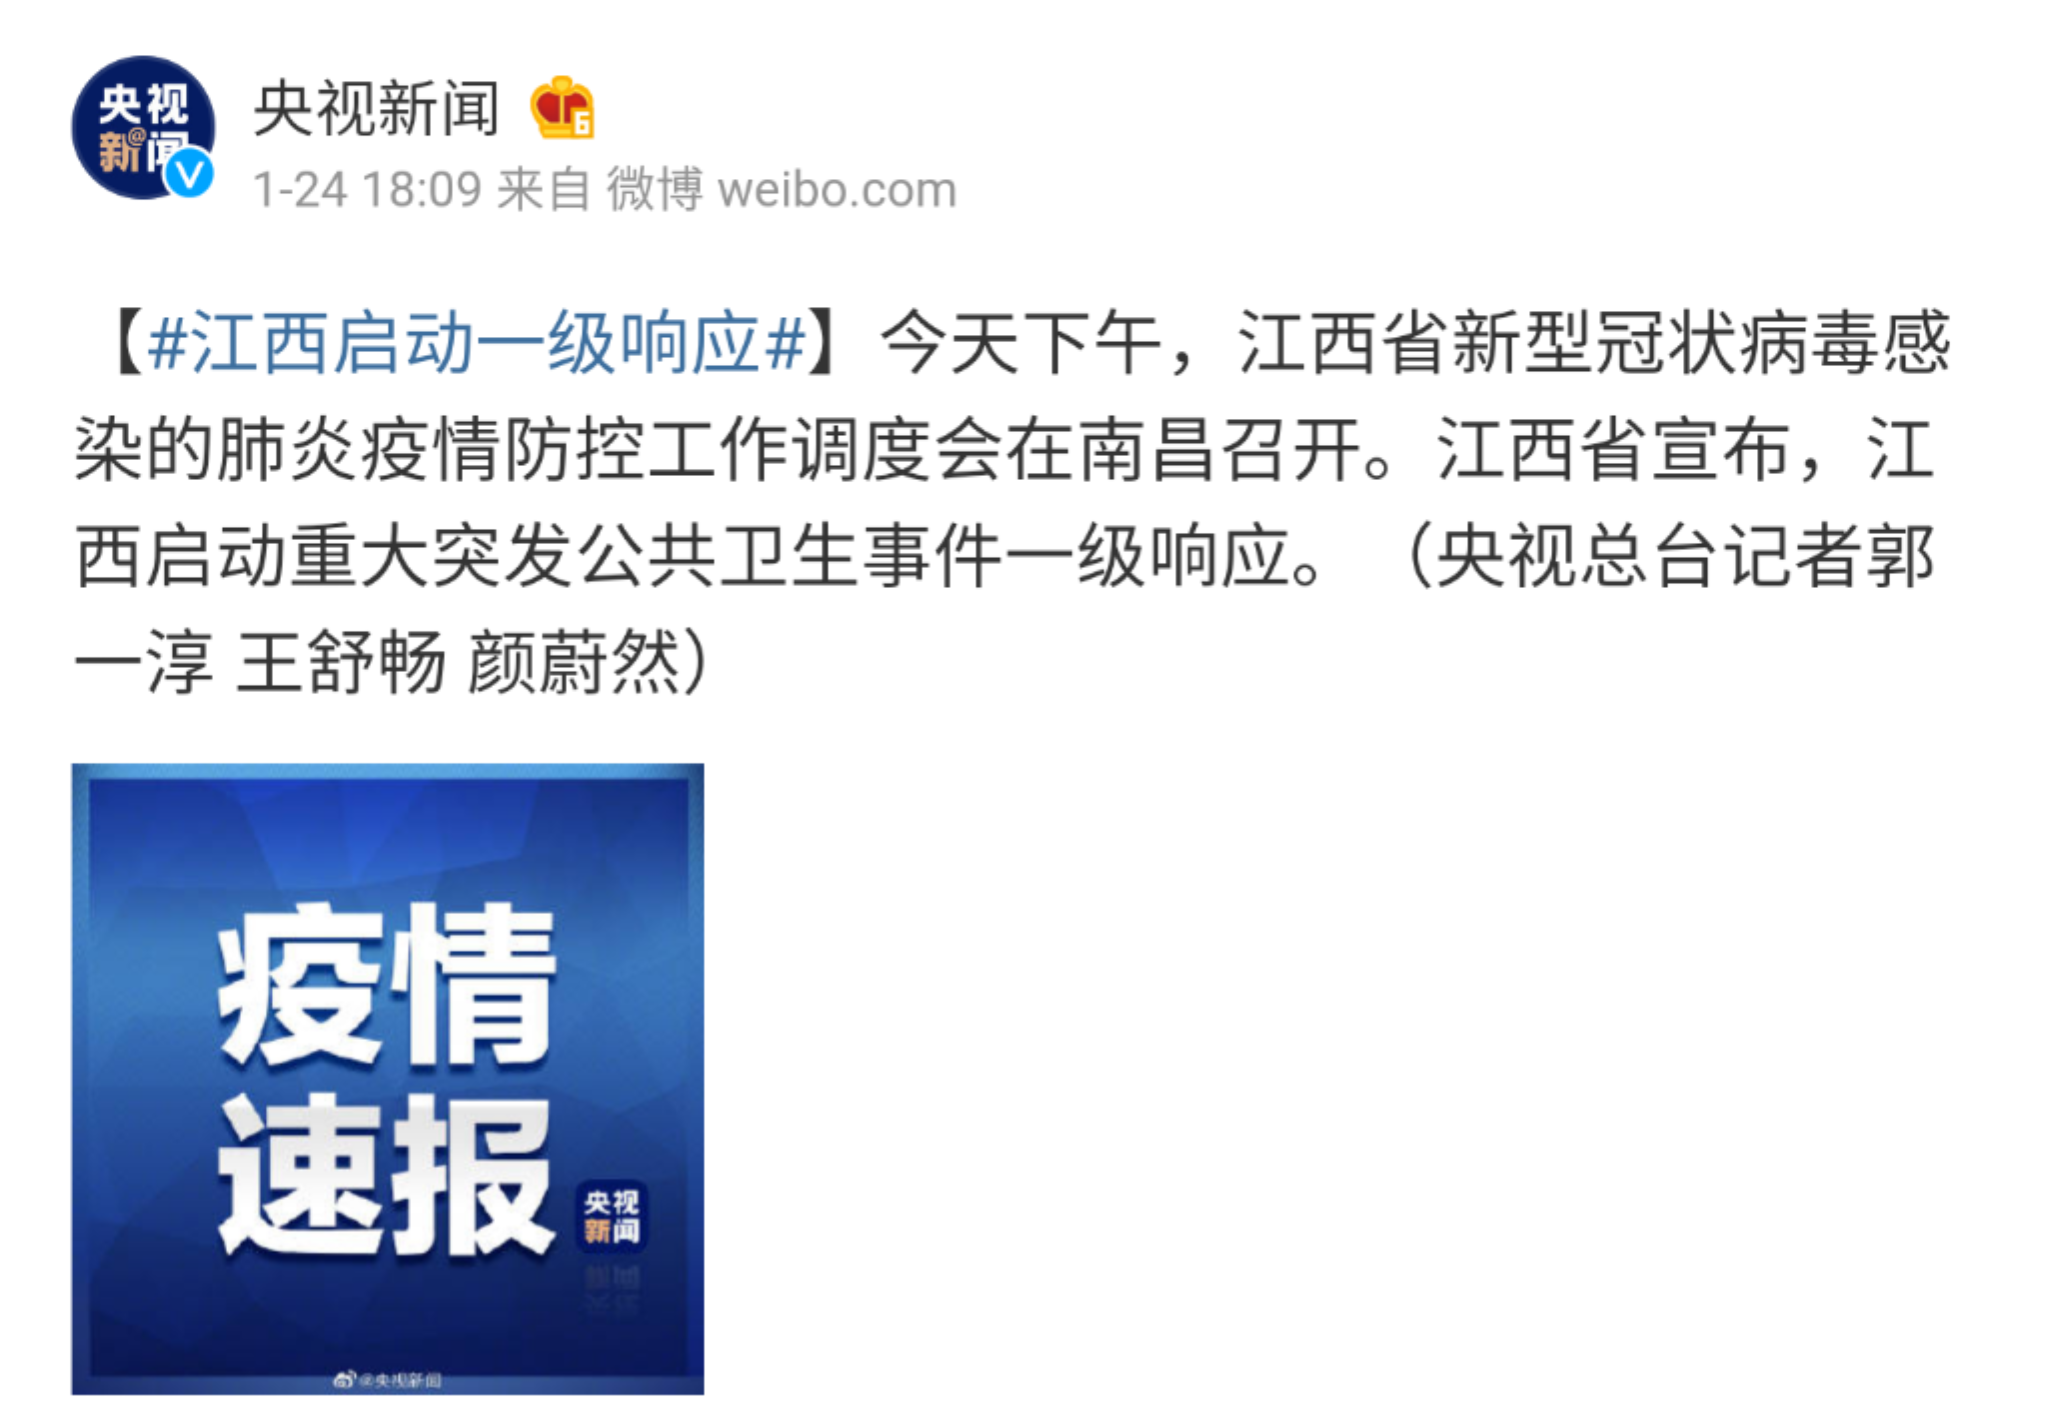 央视
新@闻
央视新闻
1-24 18:09 来自 微博 weibo.com
【#江西启动一级响应#】 今天下午，江西省新型冠状病毒感
染的肺炎疫情防控工作调度会在南昌召开。江西省宣布，江
西启动重大突发公共卫生事件一级响应。（央视总台记者郭
一淳 王舒畅 颜蔚然）
疫情
速报
央视
新闻
@央视新闻